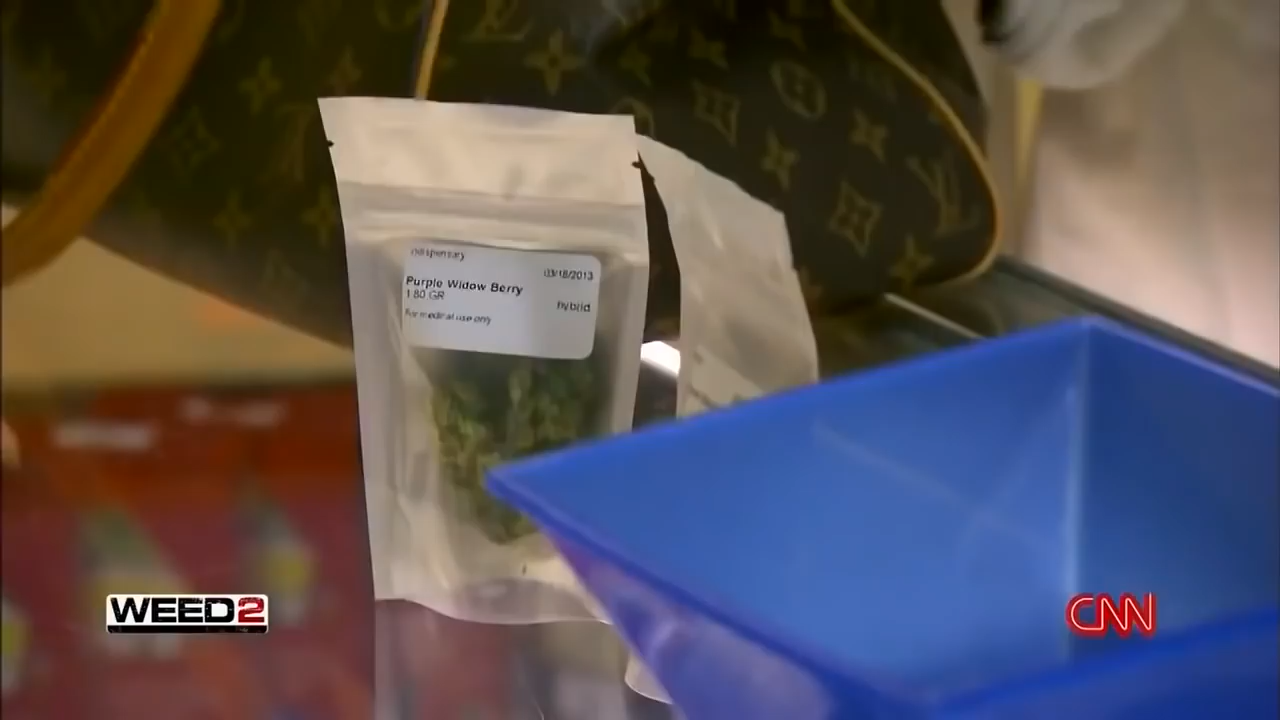 03/18/2013
Purple Widow Berry
1.80 GR
hybrid
For medical use only
WEED2
CNN